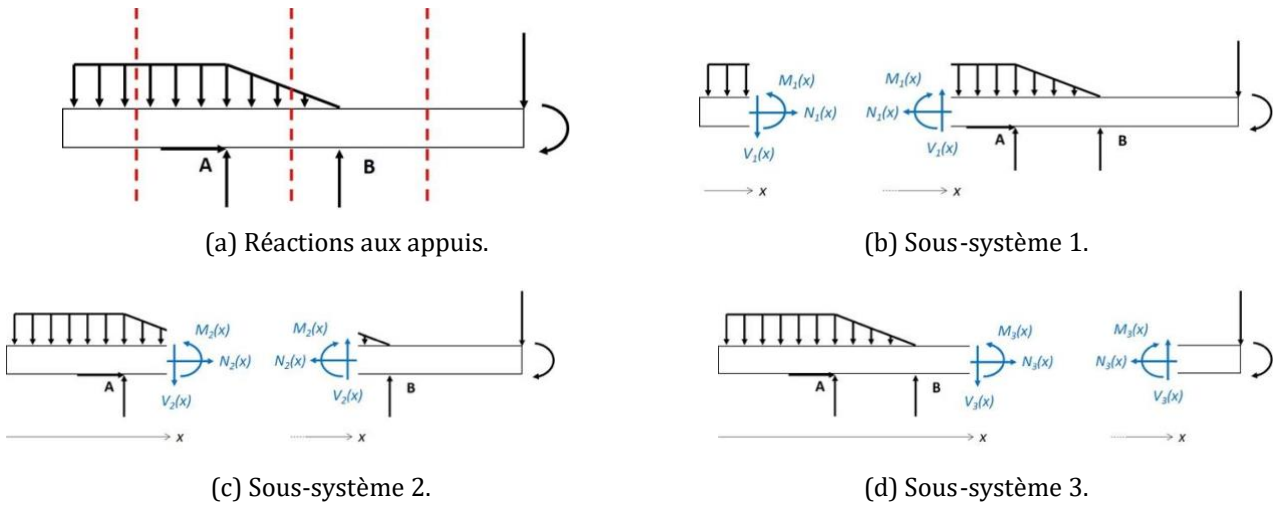 A
B
(a) Réactions aux appuis.
M₁(x) M₁(x)
N₁(x) N₁(x)
V₁(x) V₁(x) A B
x x
(b) Sous-système 1.
M₂(x) M₂(x)
A N₂(x) N₂(x) B
V₂(x) V₂(x)
x x
(c) Sous-système 2.
M₃(x) M₃(x)
A B N₃(x) N₃(x)
V₃(x) V₃(x)
x x
(d) Sous-système 3.